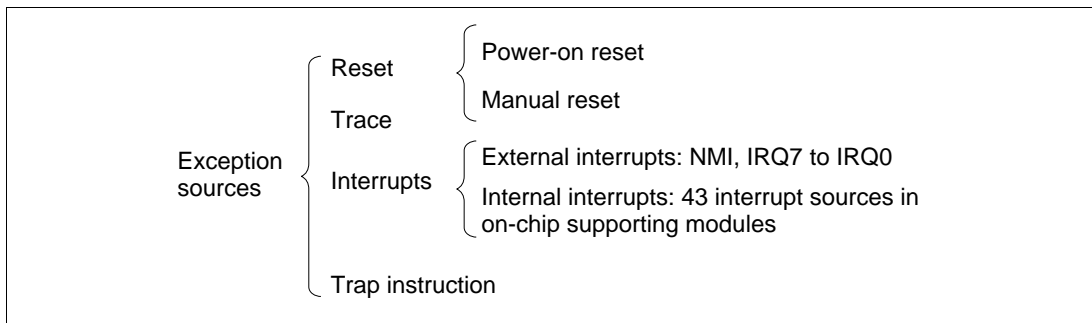 Exception
sources
Reset
Power-on reset
Manual reset
Trace
Interrupts
External interrupts: NMI, IRQ7 to IRQ0
Internal interrupts: 43 interrupt sources in
on-chip supporting modules
Trap instruction